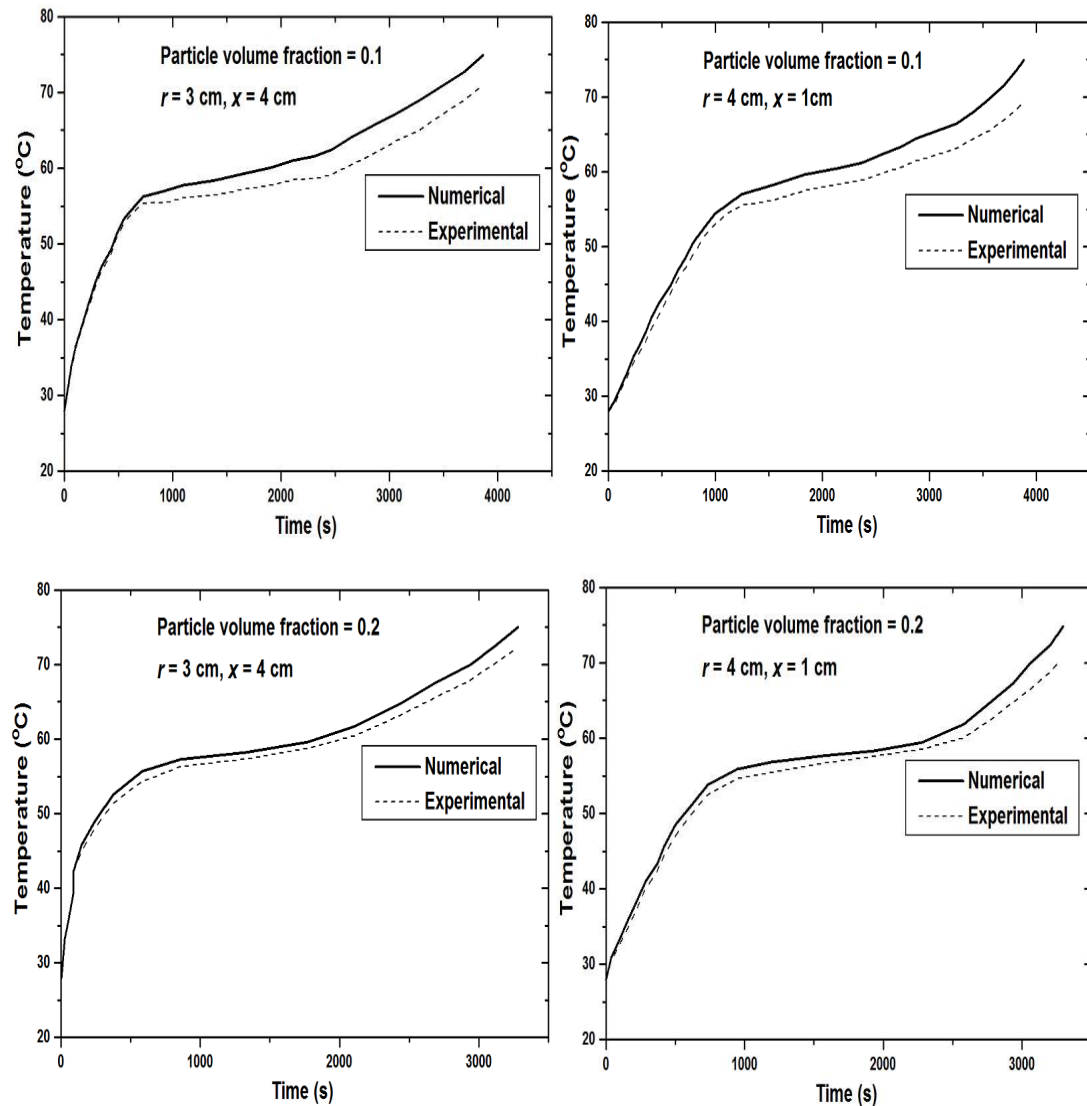 80
70
60
50
40
30
20
Temperature (°C)
Particle volume fraction = 0.1
r = 3 cm, x = 4 cm
Numerical
Experimental
0 1000 2000 3000 4000
Time (s)
80
70
60
50
40
30
20
Temperature (°C)
Particle volume fraction = 0.1
r = 4 cm, x = 1cm
Numerical
Experimental
0 1000 2000 3000 4000
Time (s)
80
70
60
50
40
30
20
Temperature (°C)
Particle volume fraction = 0.2
r = 3 cm, x = 4 cm
Numerical
Experimental
0 1000 2000 3000
Time (s)
80
70
60
50
40
30
20
Temperature (°C)
Particle volume fraction = 0.2
r = 4 cm, x = 1 cm
Numerical
Experimental
0 1000 2000 3000
Time (s)